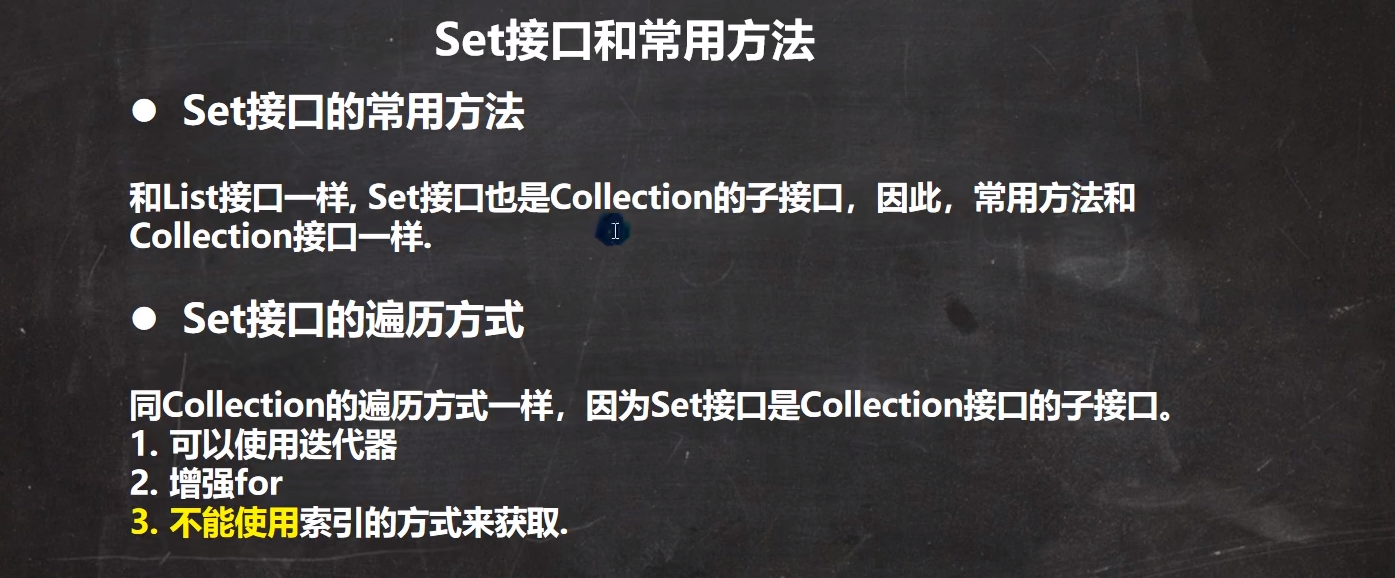 Set接口和常用方法
● Set接口的常用方法
和List接口一样, Set接口也是Collection的子接口，因此，常用方法和
Collection接口一样.
● Set接口的遍历方式
同Collection的遍历方式一样，因为Set接口是Collection接口的子接口。
1. 可以使用迭代器
2. 增强for
3. 不能使用索引的方式来获取.